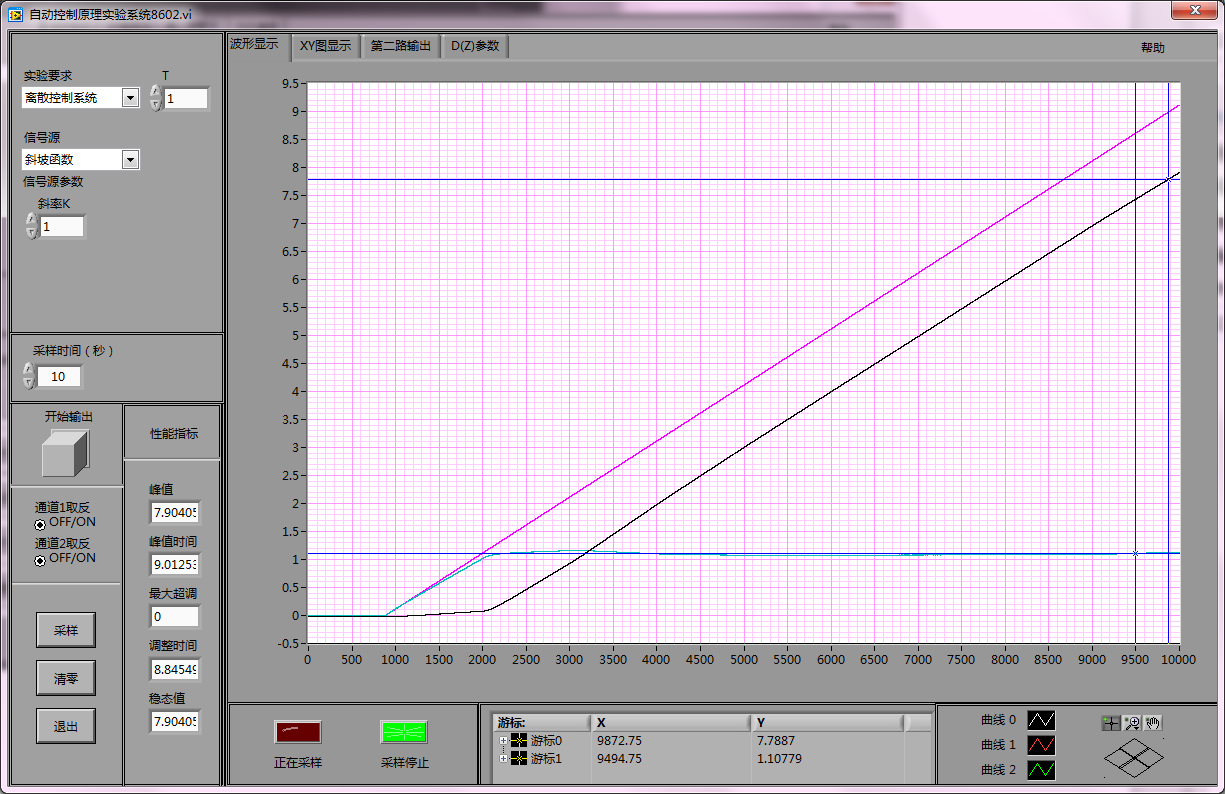 自动控制原理实验系统8602.vi
波形显示 XY图显示 第二路输出 D(Z)参数
帮助
实验要求 T
离散控制系统 1
信号源
斜坡函数
信号源参数
斜率K
1
采样时间（秒）
10
开始输出
性能指标
通道1取反
OFF/ON
通道2取反
OFF/ON
采样
清零
退出
峰值
7.90405
峰值时间
9.01253
最大超调
0
调整时间
8.84549
稳态值
7.90405
9.5
9
8.5
8
7.5
7
6.5
6
5.5
5
4.5
4
3.5
3
2.5
2
1.5
1
0.5
0
-0.5
0 500 1000 1500 2000 2500 3000 3500 4000 4500 5000 5500 6000 6500 7000 7500 8000 8500 9000 9500 10000
正在采样 采样停止
游标: X Y
游标0 9872.75 7.7887
游标1 9494.75 1.10779
曲线 0
曲线 1
曲线 2